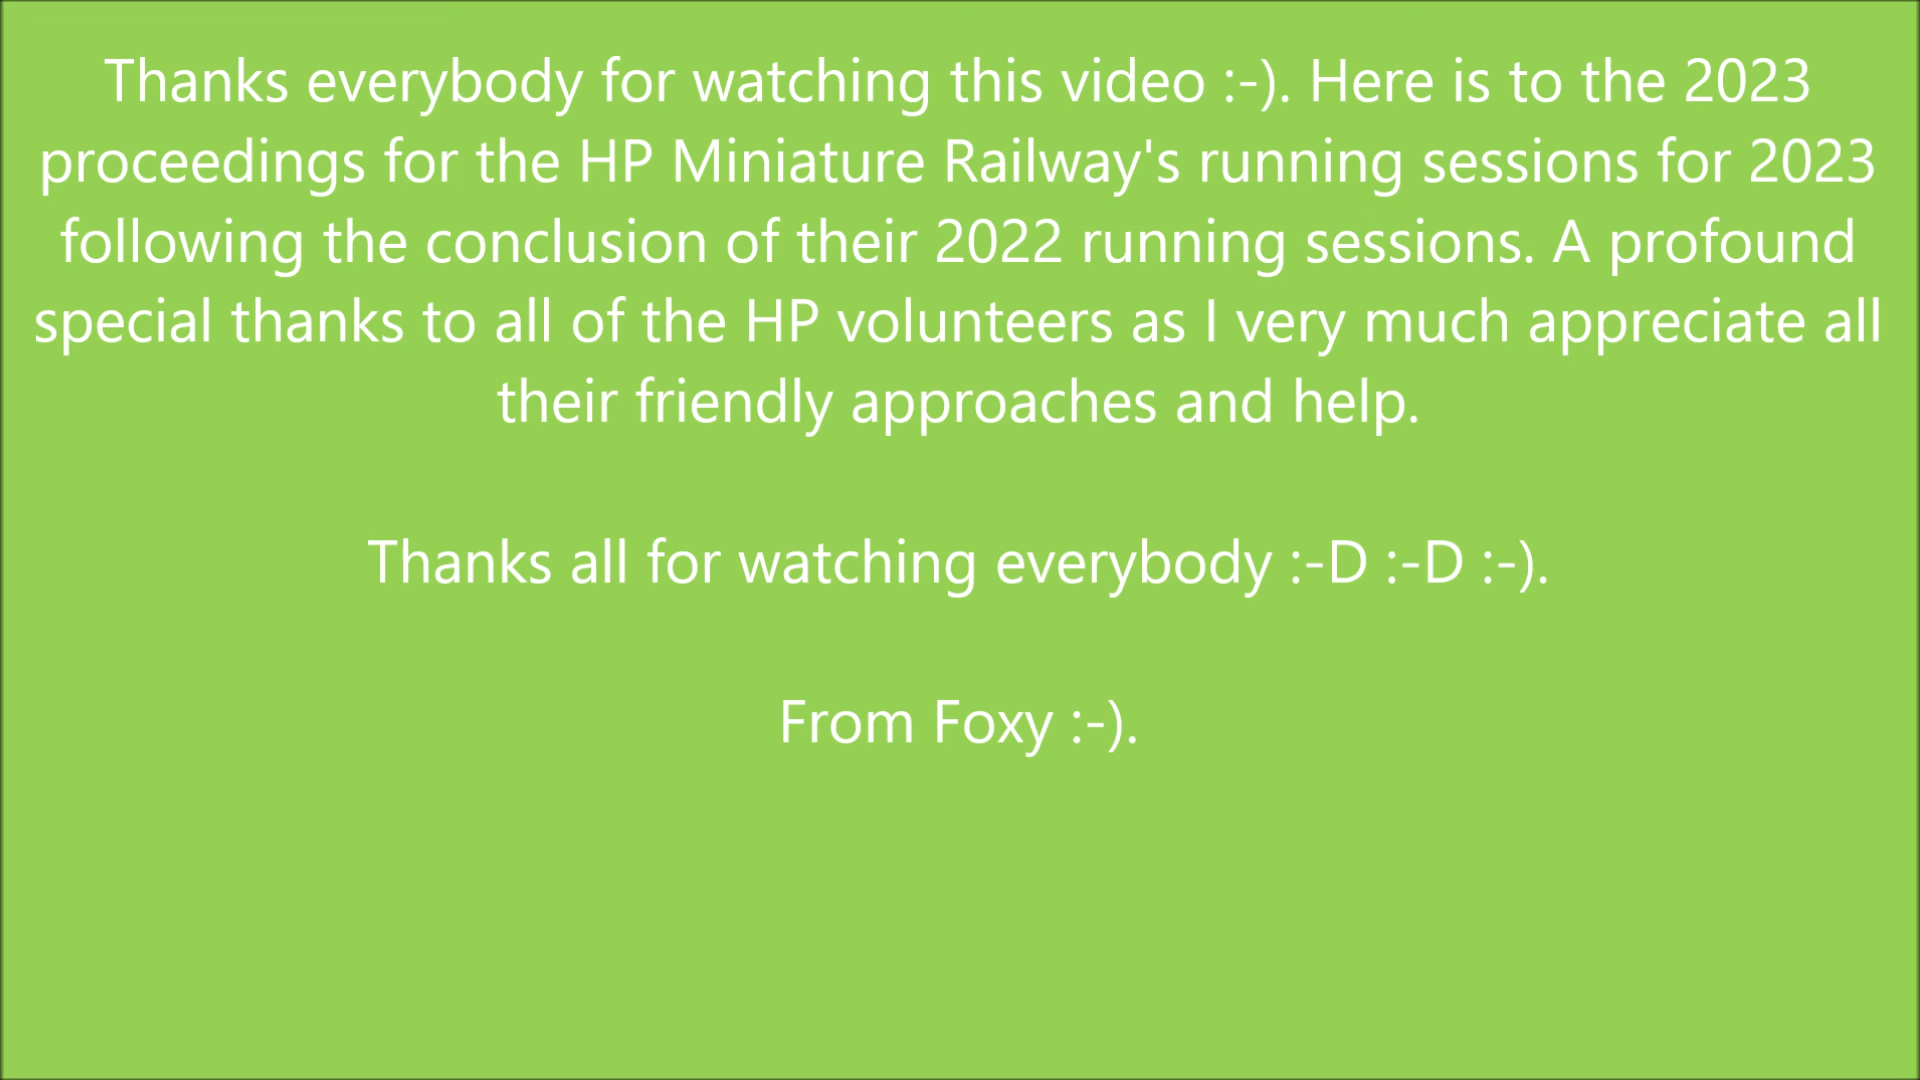 Thanks everybody for watching this video :-). Here is to the 2023
proceedings for the HP Miniature Railway's running sessions for 2023
following the conclusion of their 2022 running sessions. A profound
special thanks to all of the HP volunteers as I very much appreciate all
their friendly approaches and help.
Thanks all for watching everybody :-D :-D :-).
From Foxy :-).